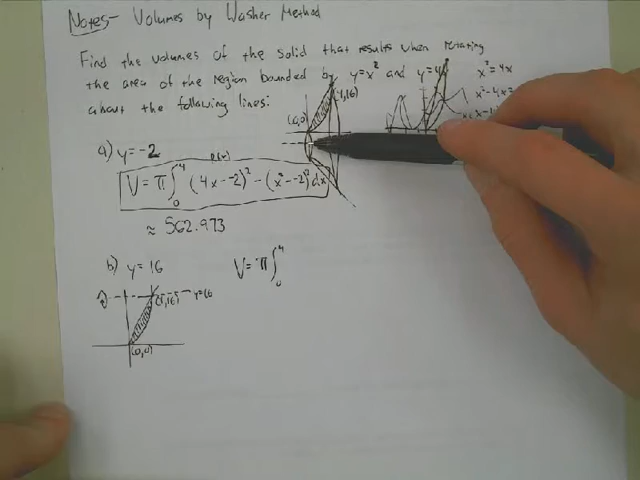 Notes- Volumes by Washer Method
Find the volumes of the solid that results when rotating
the area of the region bounded by y=x² and y=4x
about the following lines:
x²=4x
x²-4x=
(4,16)
(0,0)
a) y=-2
V = π ∫₀⁴ (4x--2)² - (x²--2)² dx
≈ 562.973
b) y=16
V= π ∫₀⁴
y=16
(0,0)